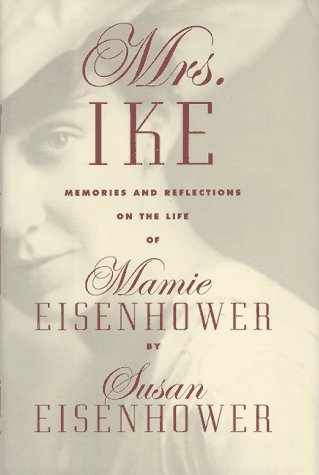 Mrs.
IKE
MEMORIES AND REFLECTIONS
ON THE LIFE
OF
Mamie
EISENHOWER
BY
Susan
EISENHOWER